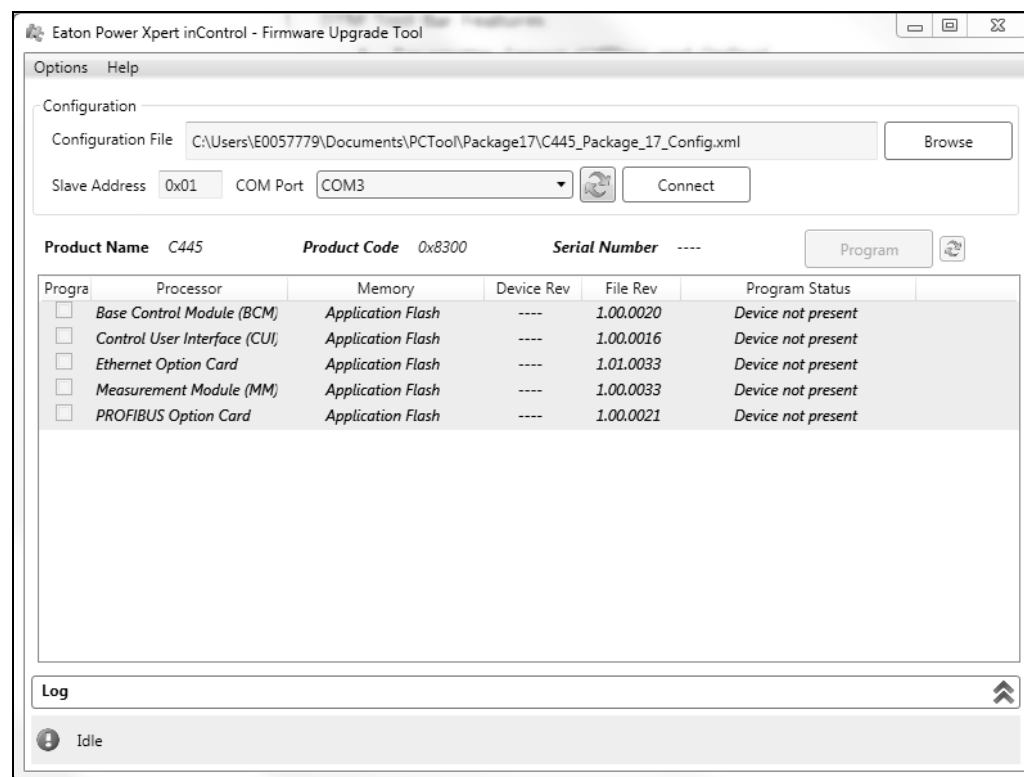 Eaton Power Xpert inControl - Firmware Upgrade Tool
Options Help
Configuration
Configuration File C:\Users\E0057779\Documents\PCTool\Package17\C445_Package_17_Config.xml Browse
Slave Address 0x01 COM Port COM3 Connect
Product Name C445 Product Code 0x8300 Serial Number ---- Program
Progra Processor Memory Device Rev File Rev Program Status
Base Control Module (BCM) Application Flash ---- 1.00.0020 Device not present
Control User Interface (CUI) Application Flash ---- 1.00.0016 Device not present
Ethernet Option Card Application Flash ---- 1.01.0033 Device not present
Measurement Module (MM) Application Flash ---- 1.00.0033 Device not present
PROFIBUS Option Card Application Flash ---- 1.00.0021 Device not present
Log
Idle